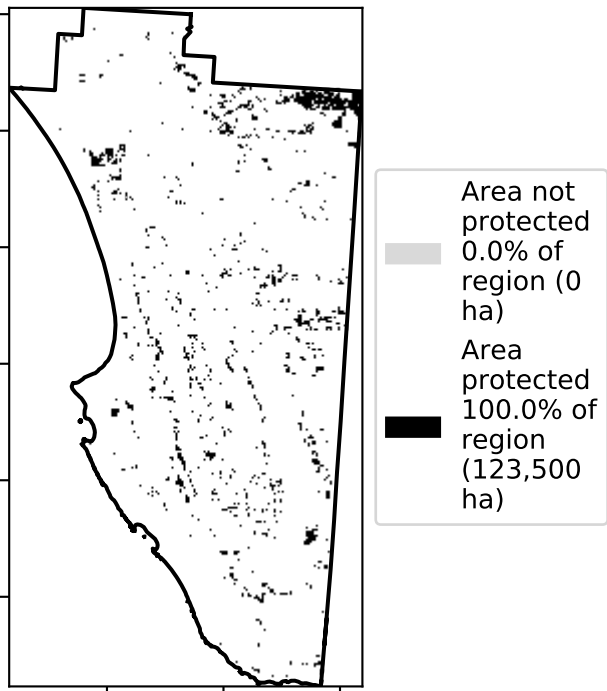 Area not
protected
0.0% of
region (0
ha)
Area
protected
100.0% of
region
(123,500
ha)